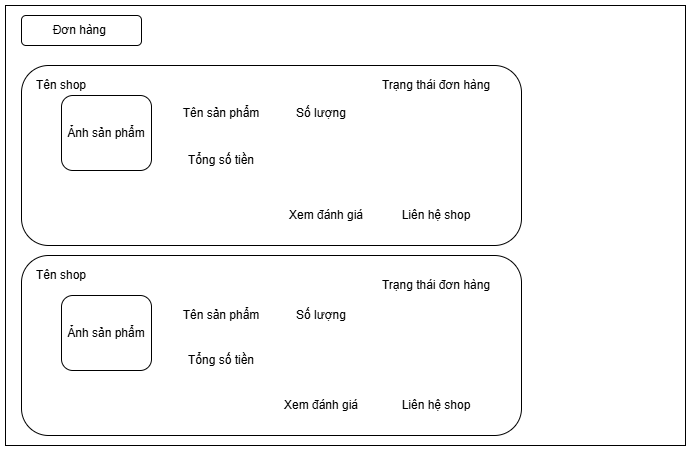 Đơn hàng
Tên shop
Trạng thái đơn hàng
Ảnh sản phẩm
Tên sản phẩm
Số lượng
Tổng số tiền
Xem đánh giá
Liên hệ shop
Tên shop
Trạng thái đơn hàng
Ảnh sản phẩm
Tên sản phẩm
Số lượng
Tổng số tiền
Xem đánh giá
Liên hệ shop